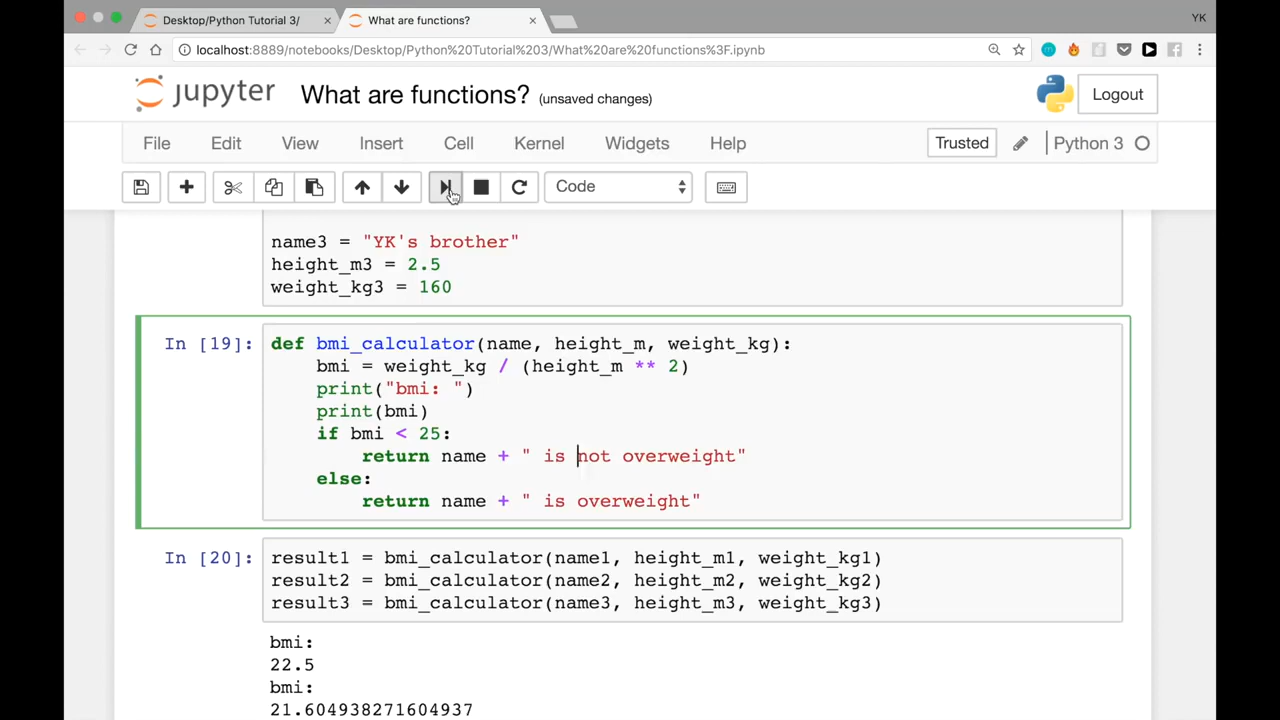 Desktop/Python Tutorial 3/
What are functions?
YK
localhost:8889/notebooks/Desktop/Python%20Tutorial%203/What%20are%20functions%3F.ipynb
jupyter What are functions? (unsaved changes)
Logout
File Edit View Insert Cell Kernel Widgets Help
Trusted
Python 3
Code
name3 = "YK's brother"
height_m3 = 2.5
weight_kg3 = 160
In [19]: def bmi_calculator(name, height_m, weight_kg):
bmi = weight_kg / (height_m ** 2)
print("bmi: ")
print(bmi)
if bmi < 25:
return name + " is not overweight"
else:
return name + " is overweight"
In [20]: result1 = bmi_calculator(name1, height_m1, weight_kg1)
result2 = bmi_calculator(name2, height_m2, weight_kg2)
result3 = bmi_calculator(name3, height_m3, weight_kg3)
bmi:
22.5
bmi:
21.604938271604937